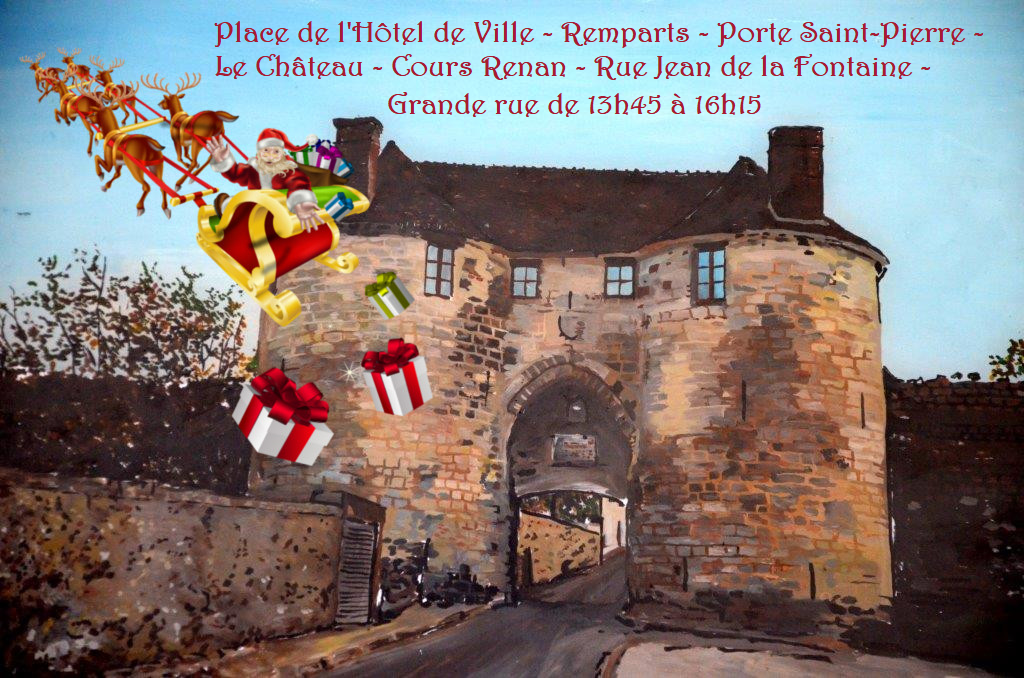 Place de l'Hôtel de Ville - Remparts - Porte Saint-Pierre -
Le Château - Cours Renan - Rue Jean de la Fontaine -
Grande rue de 13h45 à 16h15